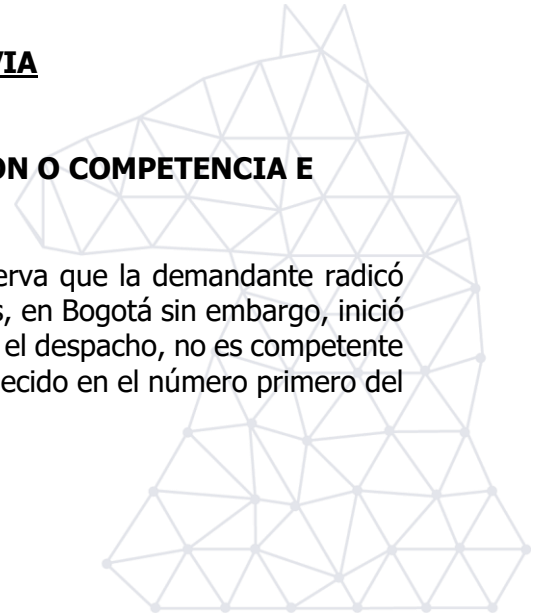 VIA
ON O COMPETENCIA E
erva que la demandante radicó
s, en Bogotá sin embargo, inició
el despacho, no es competente
ecido en el número primero del